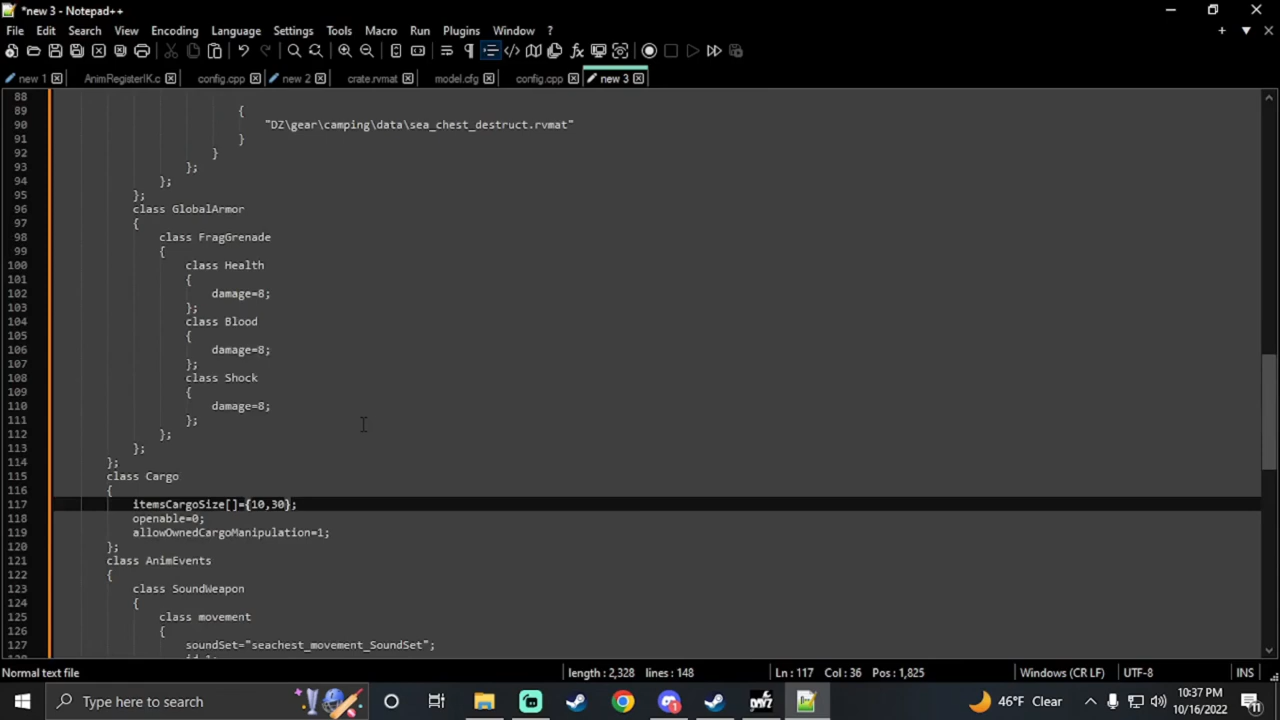 *new 3 - Notepad++
File Edit Search View Encoding Language Settings Tools Macro Run Plugins Window ?
new 1 AnimRegisterIK.c config.cpp new 2 crate.rvmat model.cfg config.cpp new 3
88
89 {
90 "DZ\gear\camping\data\sea_chest_destruct.rvmat"
91 }
92 }
93 };
94 };
95 };
96 class GlobalArmor
97 {
98 class FragGrenade
99 {
100 class Health
101 {
102 damage=8;
103 };
104 class Blood
105 {
106 damage=8;
107 };
108 class Shock
109 {
110 damage=8;
111 };
112 };
113 };
114 };
115 class Cargo
116 {
117 itemsCargoSize[]={10,30};
118 openable=0;
119 allowOwnedCargoManipulation=1;
120 };
121 class AnimEvents
122 {
123 class SoundWeapon
124 {
125 class movement
126 {
127 soundSet="seachest_movement_SoundSet";
Normal text file length : 2,328 lines : 148 Ln : 117 Col : 36 Pos : 1,825 Windows (CR LF) UTF-8 INS
Type here to search 46°F Clear 10:37 PM
10/16/2022 11